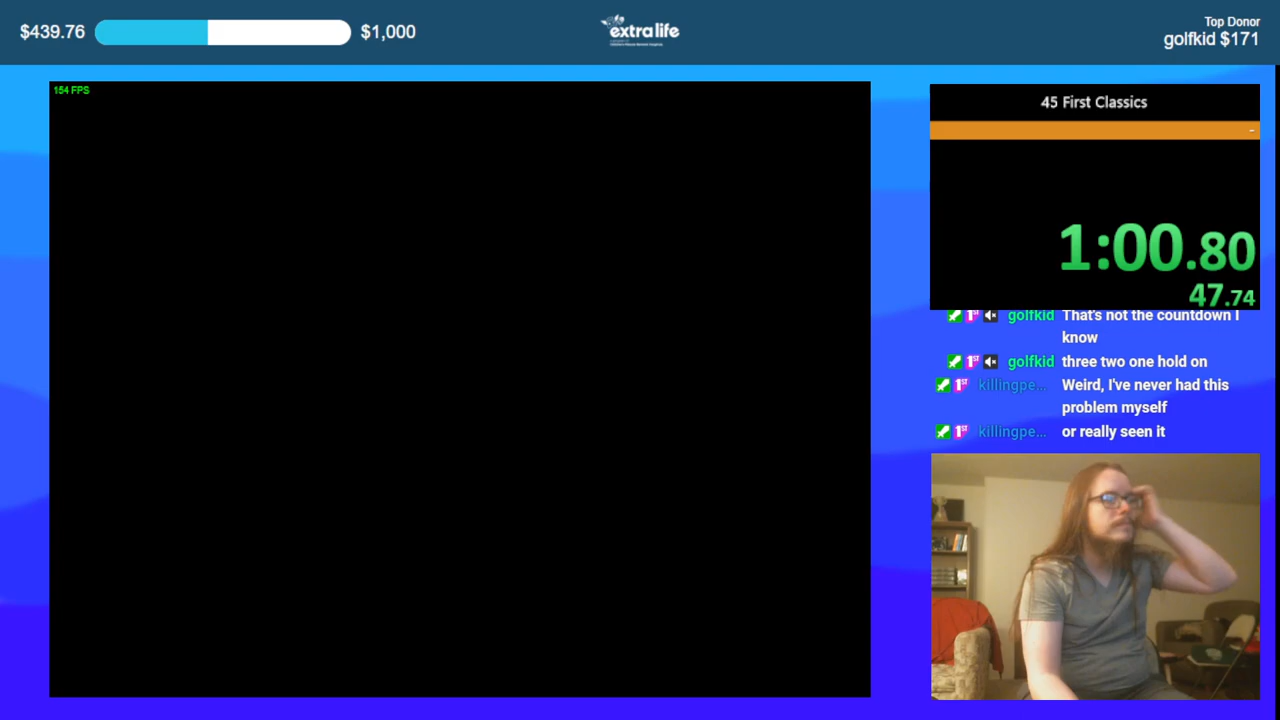 $439.76
$1,000
extralife
Top Donor
golfkid $171
154 FPS
45 First Classics
-
1:00.80
47.74
golfkid That's not the countdown I
know
golfkid three two one hold on
killingpe... Weird, I've never had this
problem myself
killingpe... or really seen it